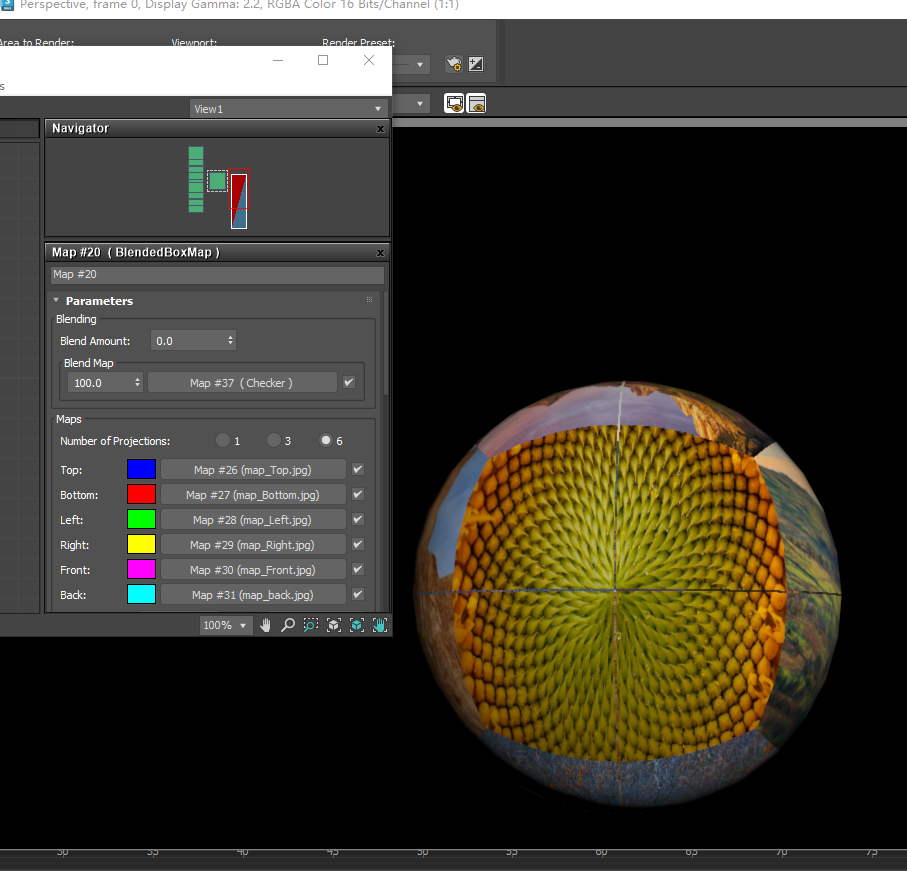 Perspective, frame 0, Display Gamma: 2.2, RGBA Color 16 Bits/Channel (1:1)
Area to Render:
Viewport:
Render Preset:
s
View1
Navigator
x
Map #20 ( BlendedBoxMap )
x
Map #20
Parameters
Blending
Blend Amount:
0.0
Blend Map
100.0
Map #37 ( Checker )
Maps
Number of Projections:
1
3
6
Top:
Map #26 (map_Top.jpg)
Bottom:
Map #27 (map_Bottom.jpg)
Left:
Map #28 (map_Left.jpg)
Right:
Map #29 (map_Right.jpg)
Front:
Map #30 (map_Front.jpg)
Back:
Map #31 (map_back.jpg)
100%
30
35
40
45
50
55
60
65
70
75